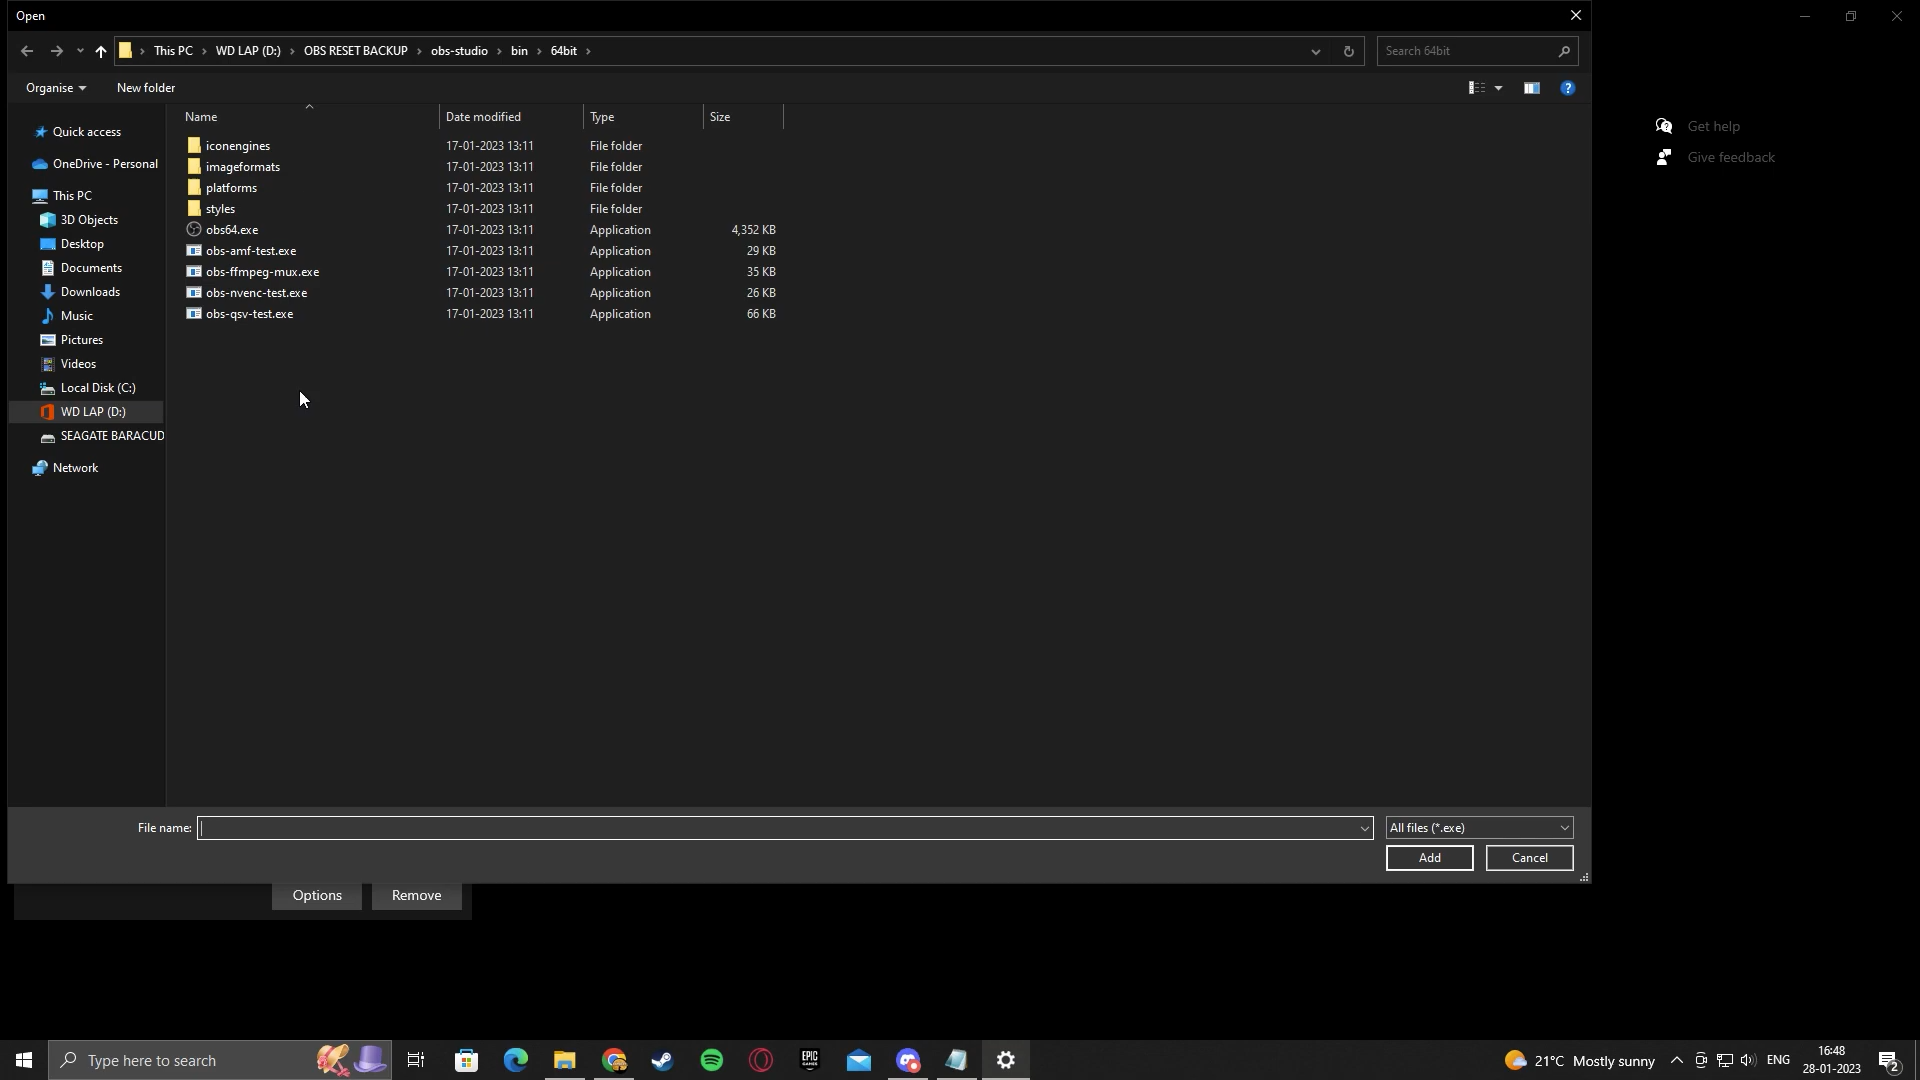 Open
This PC > WD LAP (D:) > OBS RESET BACKUP > obs-studio > bin > 64bit >
Search 64bit
Organise
New folder
?
Name
Date modified
Type
Size
iconengines 17-01-2023 13:11 File folder
imageformats 17-01-2023 13:11 File folder
platforms 17-01-2023 13:11 File folder
styles 17-01-2023 13:11 File folder
obs64.exe 17-01-2023 13:11 Application 4,352 KB
obs-amf-test.exe 17-01-2023 13:11 Application 29 KB
obs-ffmpeg-mux.exe 17-01-2023 13:11 Application 35 KB
obs-nvenc-test.exe 17-01-2023 13:11 Application 26 KB
obs-qsv-test.exe 17-01-2023 13:11 Application 66 KB
Quick access
OneDrive - Personal
This PC
3D Objects
Desktop
Documents
Downloads
Music
Pictures
Videos
Local Disk (C:)
WD LAP (D:)
SEAGATE BARACUD
Network
Get help
Give feedback
File name:
All files (*.exe)
Add
Cancel
Options
Remove
Type here to search
EPIC GAMES
21°C Mostly sunny
ENG
16:48
28-01-2023
2